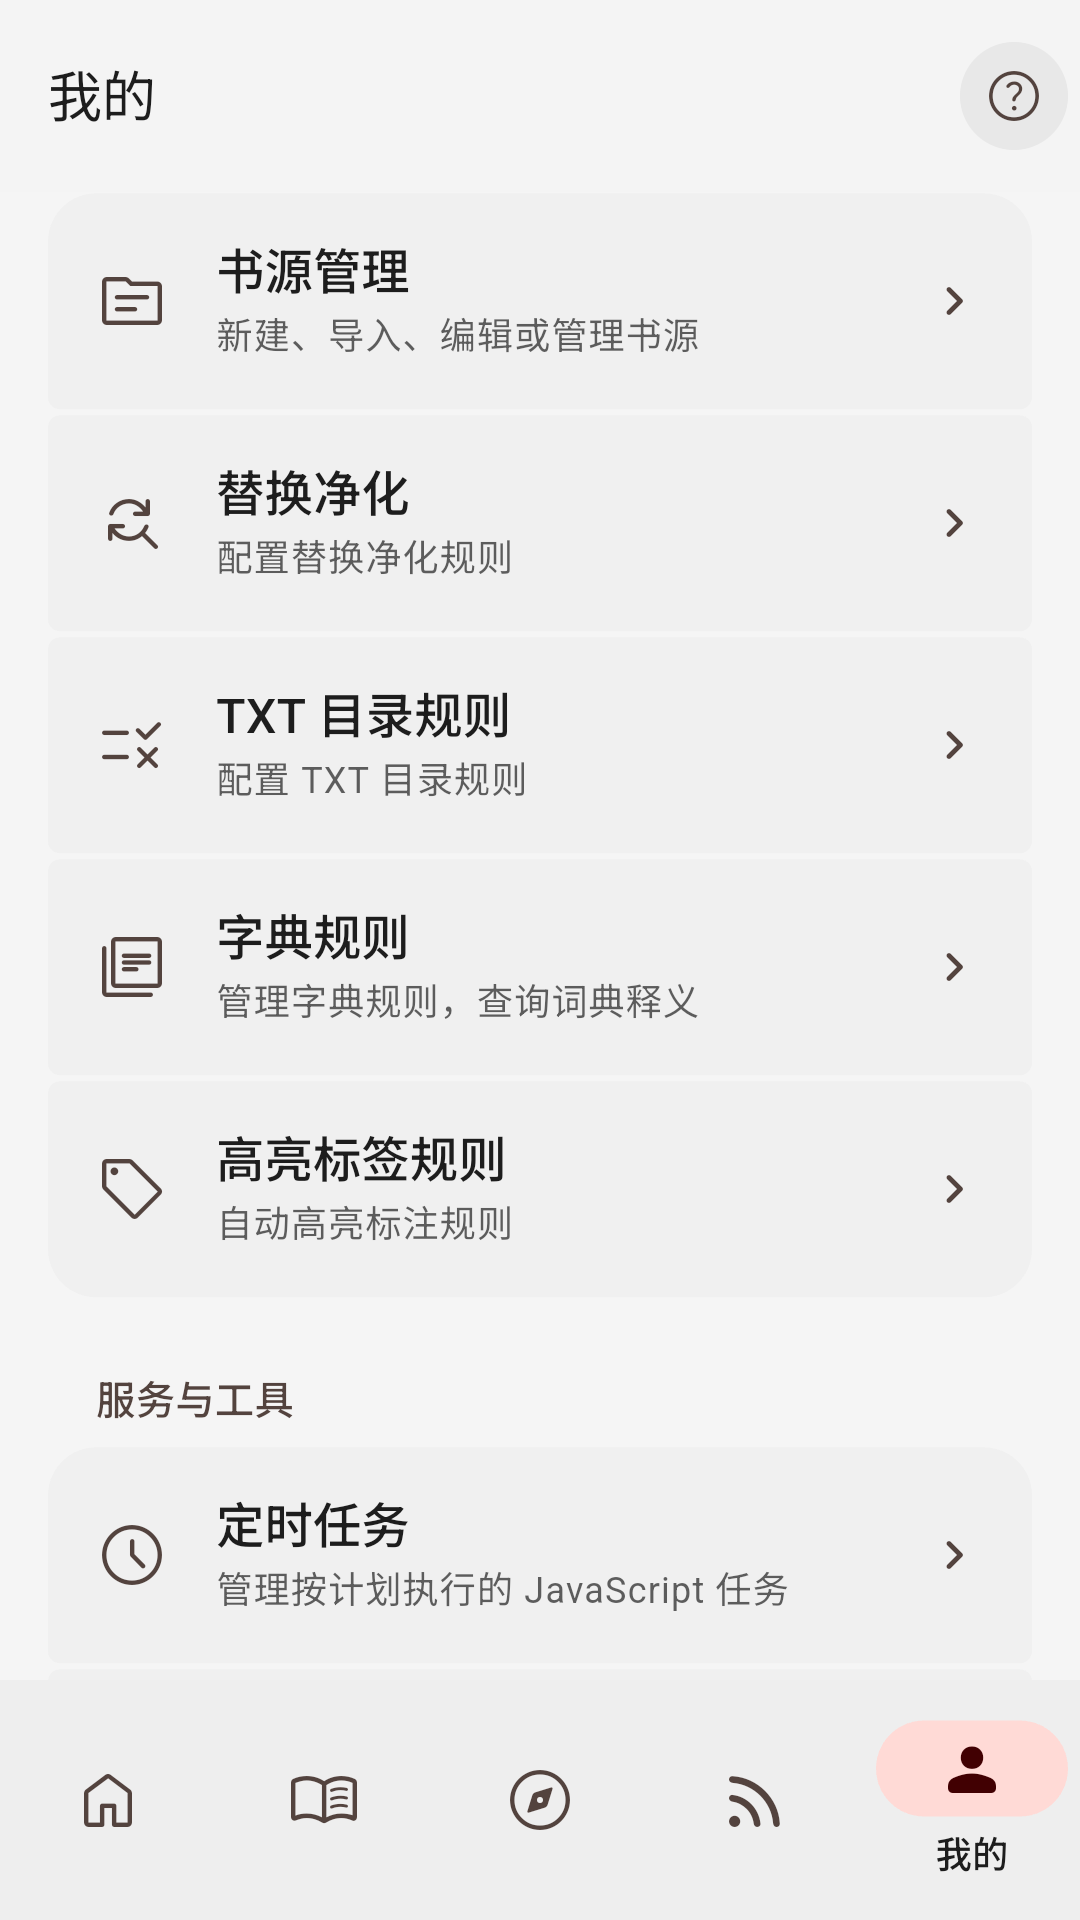 我的
书源管理
新建、导入、编辑或管理书源
替换净化
配置替换净化规则
TXT 目录规则
配置 TXT 目录规则
字典规则
管理字典规则，查询词典释义
高亮标签规则
自动高亮标注规则
服务与工具
定时任务
管理按计划执行的 JavaScript 任务
我的